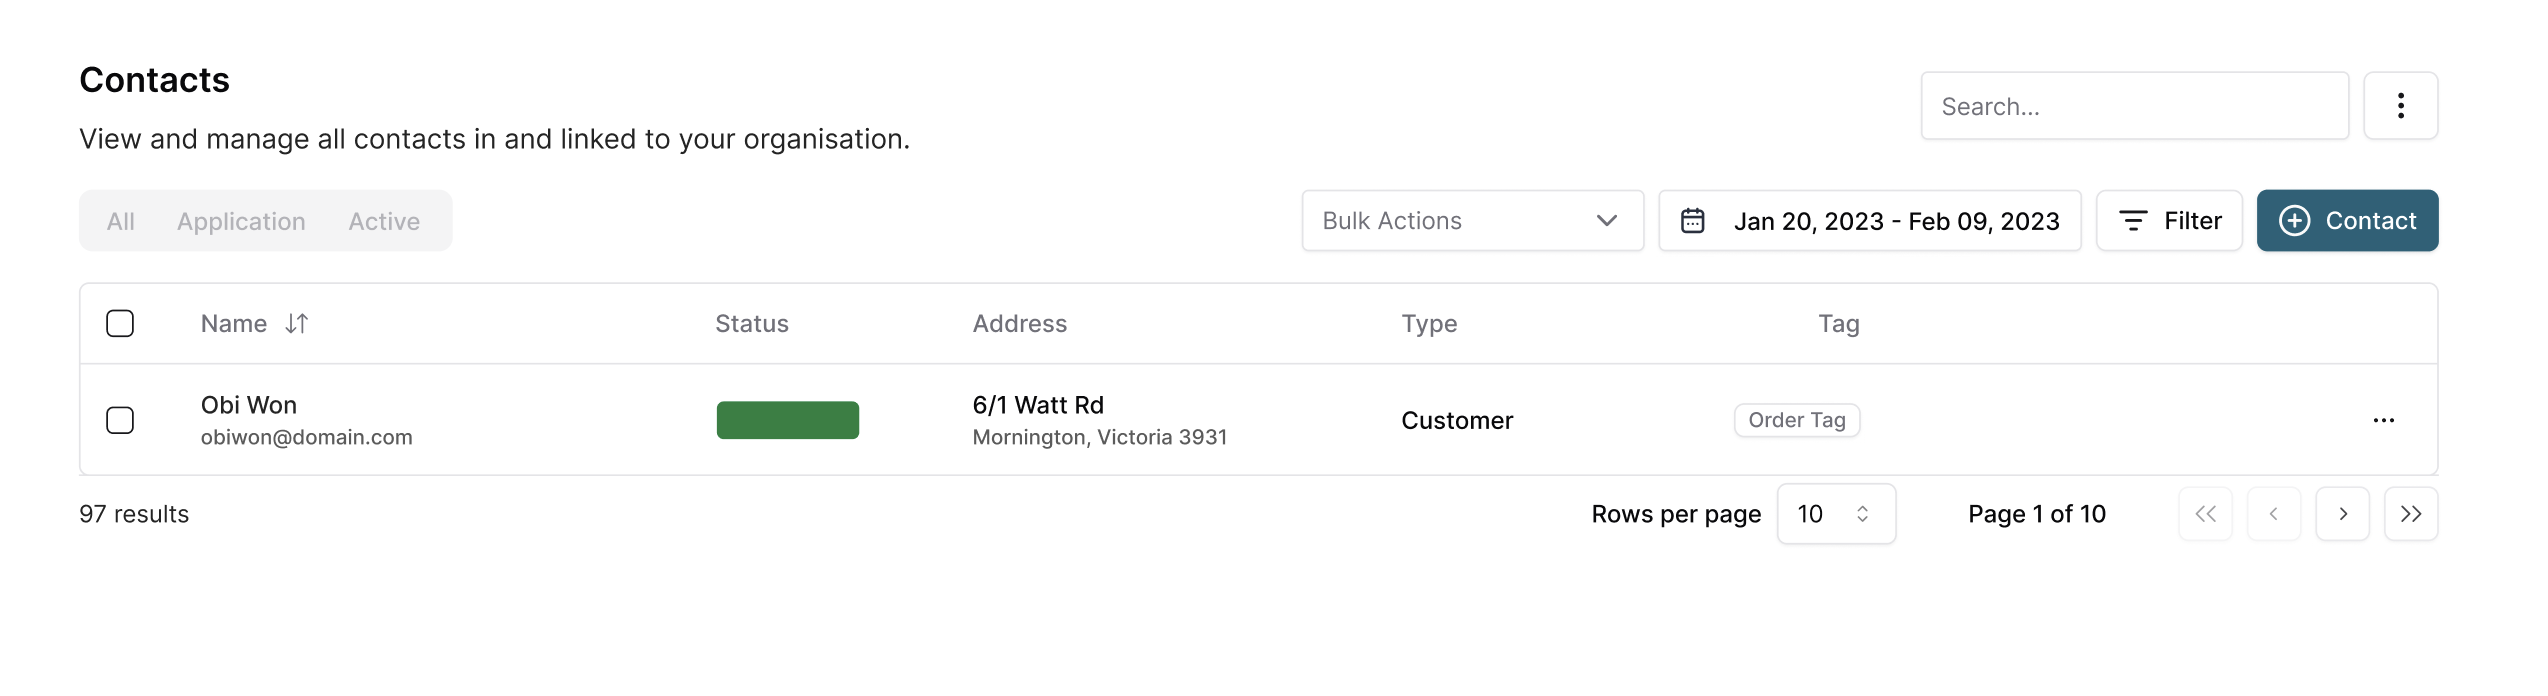 Contacts
Search...
View and manage all contacts in and linked to your organisation.
All Application Active
Bulk Actions
Jan 20, 2023 - Feb 09, 2023
Filter
Contact
Name Status Address Type Tag
Obi Won
obiwon@domain.com
6/1 Watt Rd
Mornington, Victoria 3931
Customer
Order Tag
97 results
Rows per page 10
Page 1 of 10